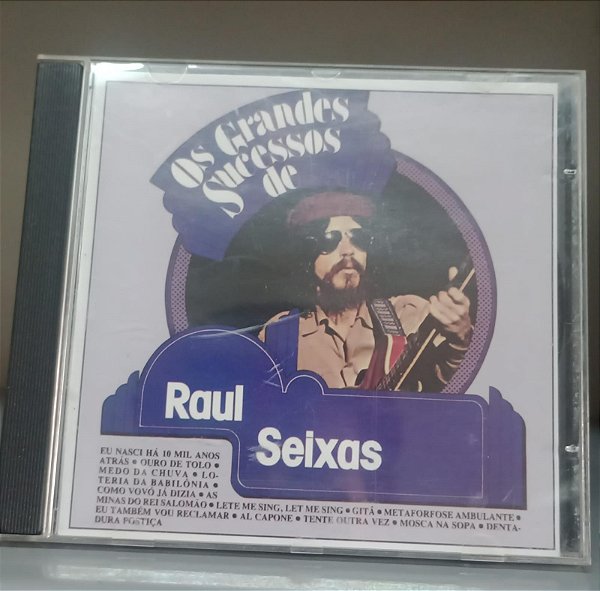 Os Grandes
Sucessos
de
Raul
Seixas
EU NASCI HÁ 10 MIL ANOS
ATRÁS • OURO DE TOLO •
MEDO DA CHUVA • LO-
TERIA DA BABILÔNIA •
COMO VOVÓ JÁ DIZIA • AS
MINAS DO REI SALOMÃO • LETE ME SING, LET ME SING • GITÁ • METAFORFOSE AMBULANTE •
EU TAMBÉM VOU RECLAMAR • AL CAPONE • TENTE OUTRA VEZ • MOSCA NA SOPA • DENTA-
DURA POSTIÇA